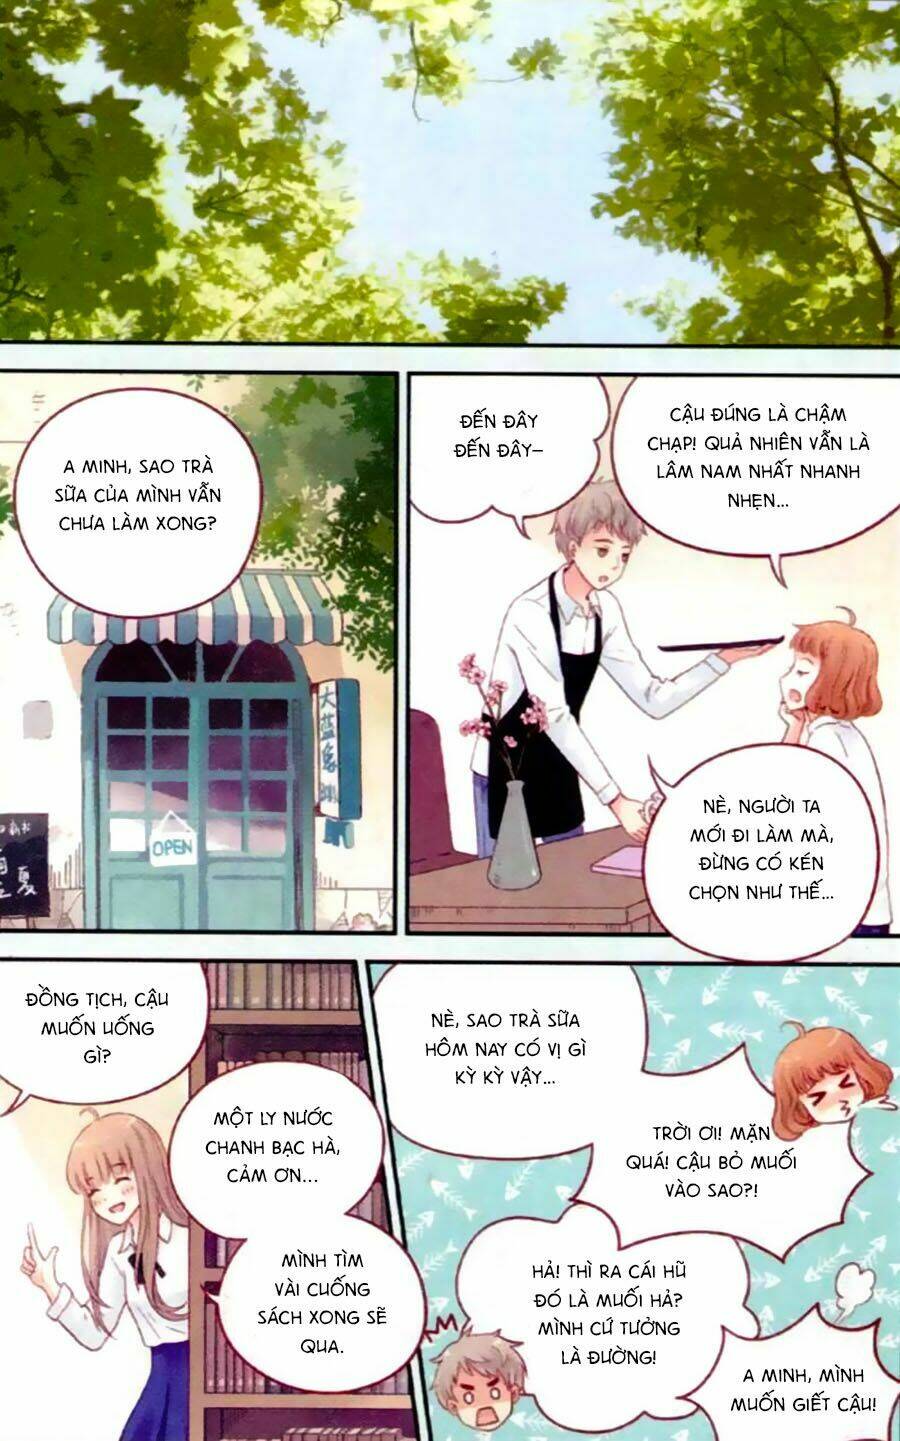 A MINH, SAO TRÀ
SỮA CỦA MÌNH VẪN
CHƯA LÀM XONG?
OPEN
夏
ĐẾN ĐÂY
ĐẾN ĐÂY–
CẬU ĐÚNG LÀ CHẬM
CHẠP! QUẢ NHIÊN VẪN LÀ
LÂM NAM NHẤT NHANH
NHẸN...
NÈ, NGƯỜI TA
MỚI ĐI LÀM MÀ,
ĐỪNG CÓ KÉN
CHỌN NHƯ THẾ...
ĐỒNG TỊCH, CẬU
MUỐN UỐNG
GÌ?
MỘT LY NƯỚC
CHANH BẠC HÀ,
CẢM ƠN...
MÌNH TÌM
VÀI CUỐNG
SÁCH XONG SẼ
QUA.
NÈ, SAO TRÀ SỮA
HÔM NAY CÓ VỊ GÌ
KỲ KỲ VẬY...
TRỜI ƠI! MẶN
QUÁ! CẬU BỎ MUỐI
VÀO SAO?!
HẢ! THÌ RA CÁI HŨ
ĐÓ LÀ MUỐI HẢ?
MÌNH CỨ TƯỞNG
LÀ ĐƯỜNG!
A MINH, MÌNH
MUỐN GIẾT CẬU!